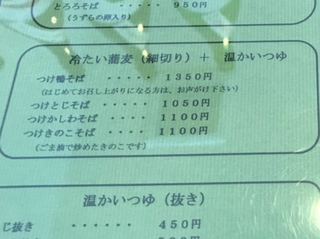 とろろそば ・・・・・ 950円
(うずらの卵入り)
冷たい蕎麦(細切り)+ 温かいつゆ
つけ鴨そば ・・・・・ 1350円
(はじめてお召し上がりになる方は、お声がけ下さい)
つけとじそば ・・・・ 1050円
つけかしわそば ・・・ 1100円
つけきのこそば ・・・ 1100円
(ごま油で炒めたきのこです)
温かいつゆ(抜き)
じ抜き ・・・・・・ 450円